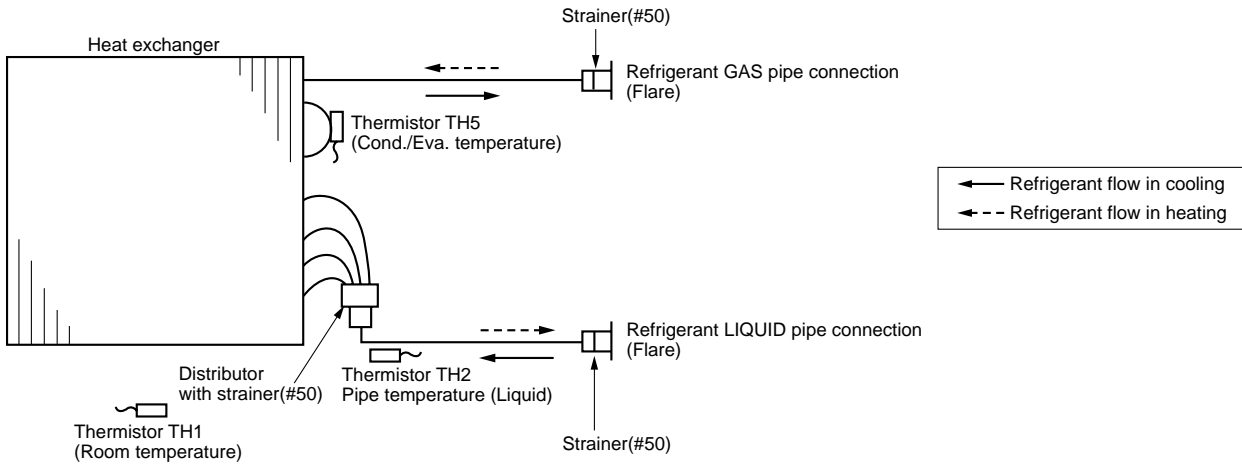 Strainer(#50)
Heat exchanger
Refrigerant GAS pipe connection
(Flare)
Thermistor TH5
(Cond./Eva. temperature)
Refrigerant flow in cooling
Refrigerant flow in heating
Refrigerant LIQUID pipe connection
(Flare)
Distributor
with strainer(#50)
Thermistor TH2
Pipe temperature (Liquid)
Thermistor TH1
(Room temperature)
Strainer(#50)